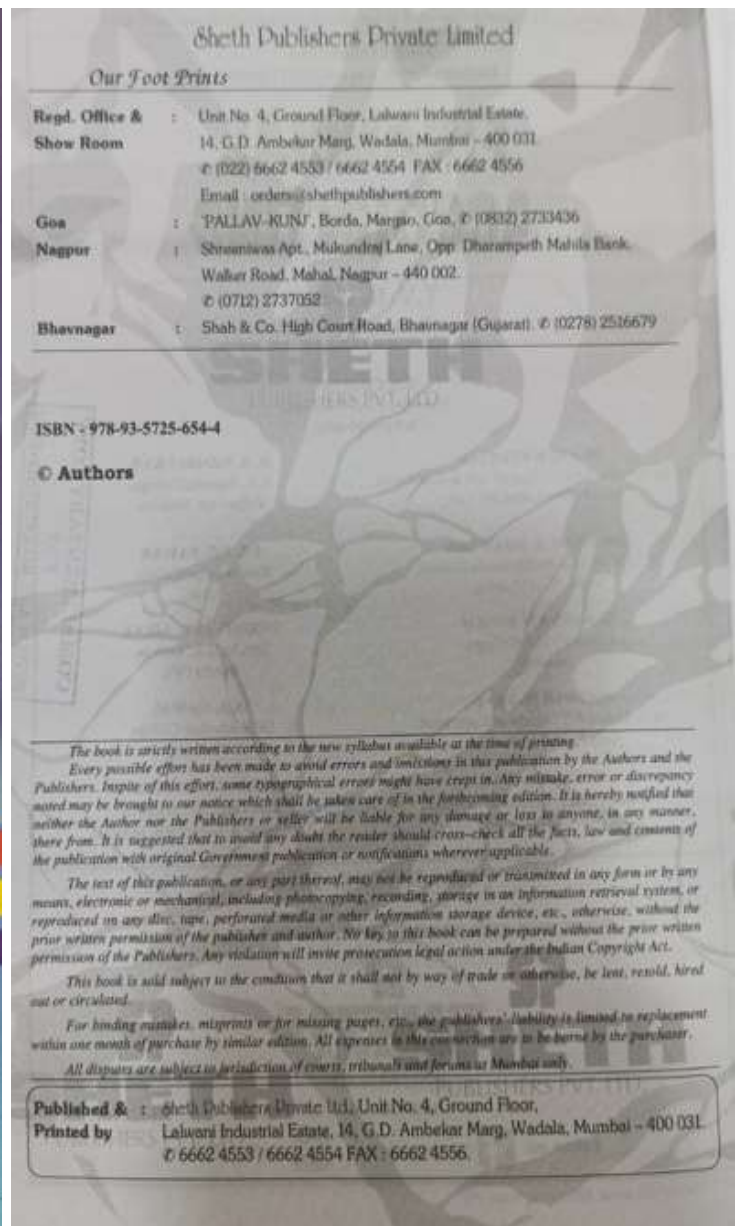 Sheth Publishers Private Limited
Our Foot Prints
Regd. Office & : Unit No. 4, Ground Floor, Lalwani Industrial Estate,
Show Room 14, G.D. Ambekar Marg, Wadala, Mumbai – 400 031.
✆ (022) 6662 4553 / 6662 4554 FAX : 6662 4556
Email : orders@shethpublishers.com
Goa : 'PALLAV-KUNJ', Borda, Margao, Goa, ✆ (0832) 2733436
Nagpur : Shreeniwas Apt., Mukundraj Lane, Opp. Dharampeth Mahila Bank,
Walker Road, Mahal, Nagpur – 440 002.
✆ (0712) 2737052
Bhavnagar : Shah & Co. High Court Road, Bhavnagar (Gujarat). ✆ (0278) 2516679
SHETH
PUBLISHERS PVT. LTD.
ISBN - 978-93-5725-654-4
© Authors
The book is strictly written according to the new syllabus available at the time of printing.
Every possible effort has been made to avoid errors and omissions in this publication by the Authors and the
Publishers. Inspite of this effort, some typographical errors might have crept in. Any mistake, error or discrepancy
noted may be brought to our notice which shall be taken care of in the forthcoming edition. It is hereby notified that
neither the Author nor the Publishers or seller will be liable for any damage or loss to anyone, in any manner,
there from. It is suggested that to avoid any doubt the reader should cross-check all the facts, law and contents of
the publication with original Government publication or notifications wherever applicable.
The text of this publication, or any part thereof, may not be reproduced or transmitted in any form or by any
means, electronic or mechanical, including photocopying, recording, storage in an information retrieval system, or
reproduced on any disc, tape, perforated media or other information storage device, etc., otherwise, without the
prior written permission of the publisher and author. No key to this book can be prepared without the prior written
permission of the Publishers. Any violation will invite prosecution legal action under the Indian Copyright Act.
This book is sold subject to the condition that it shall not by way of trade or otherwise, be lent, resold, hired
out or circulated.
For binding mistakes, misprints or for missing pages, etc., the publishers' liability is limited to replacement
within one month of purchase by similar edition. All expenses in this connection are to be borne by the purchaser.
All disputes are subject to jurisdiction of courts, tribunals and forums at Mumbai only.
Published & : Sheth Publishers Private Ltd., Unit No. 4, Ground Floor,
Printed by Lalwani Industrial Estate, 14, G.D. Ambekar Marg, Wadala, Mumbai – 400 031.
✆ 6662 4553 / 6662 4554 FAX : 6662 4556.